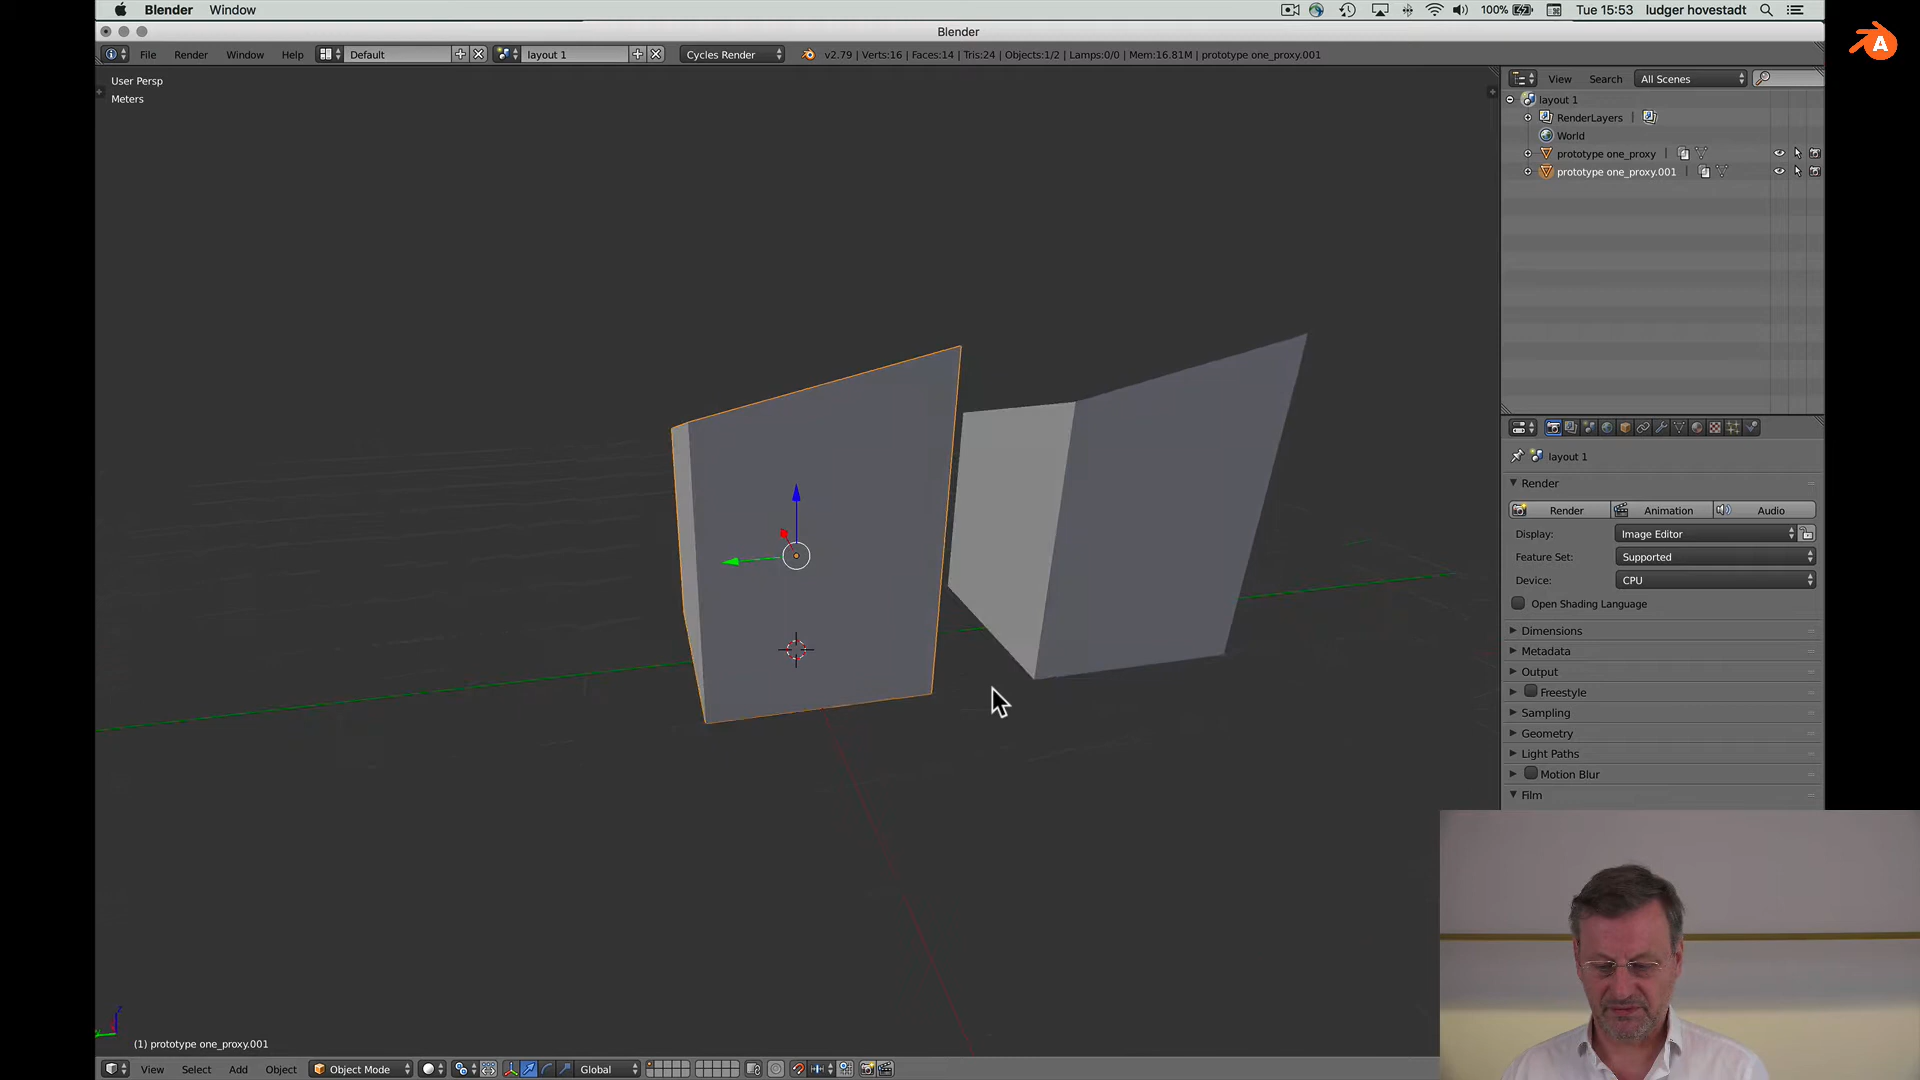 Blender Window 100% Tue 15:53 ludger hovestadt
Blender
File Render Window Help Default layout 1 Cycles Render v2.79 | Verts:16 | Faces:14 | Tris:24 | Objects:1/2 | Lamps:0/0 | Mem:16.81M | prototype one_proxy.001
A
User Persp
Meters
View Search All Scenes
layout 1
RenderLayers
World
prototype one_proxy
prototype one_proxy.001
layout 1
Render
Render Animation Audio
Display: Image Editor
Feature Set: Supported
Device: CPU
Open Shading Language
Dimensions
Metadata
Output
Freestyle
Sampling
Geometry
Light Paths
Motion Blur
Film
z
(1) prototype one_proxy.001
View Select Add Object Object Mode Global